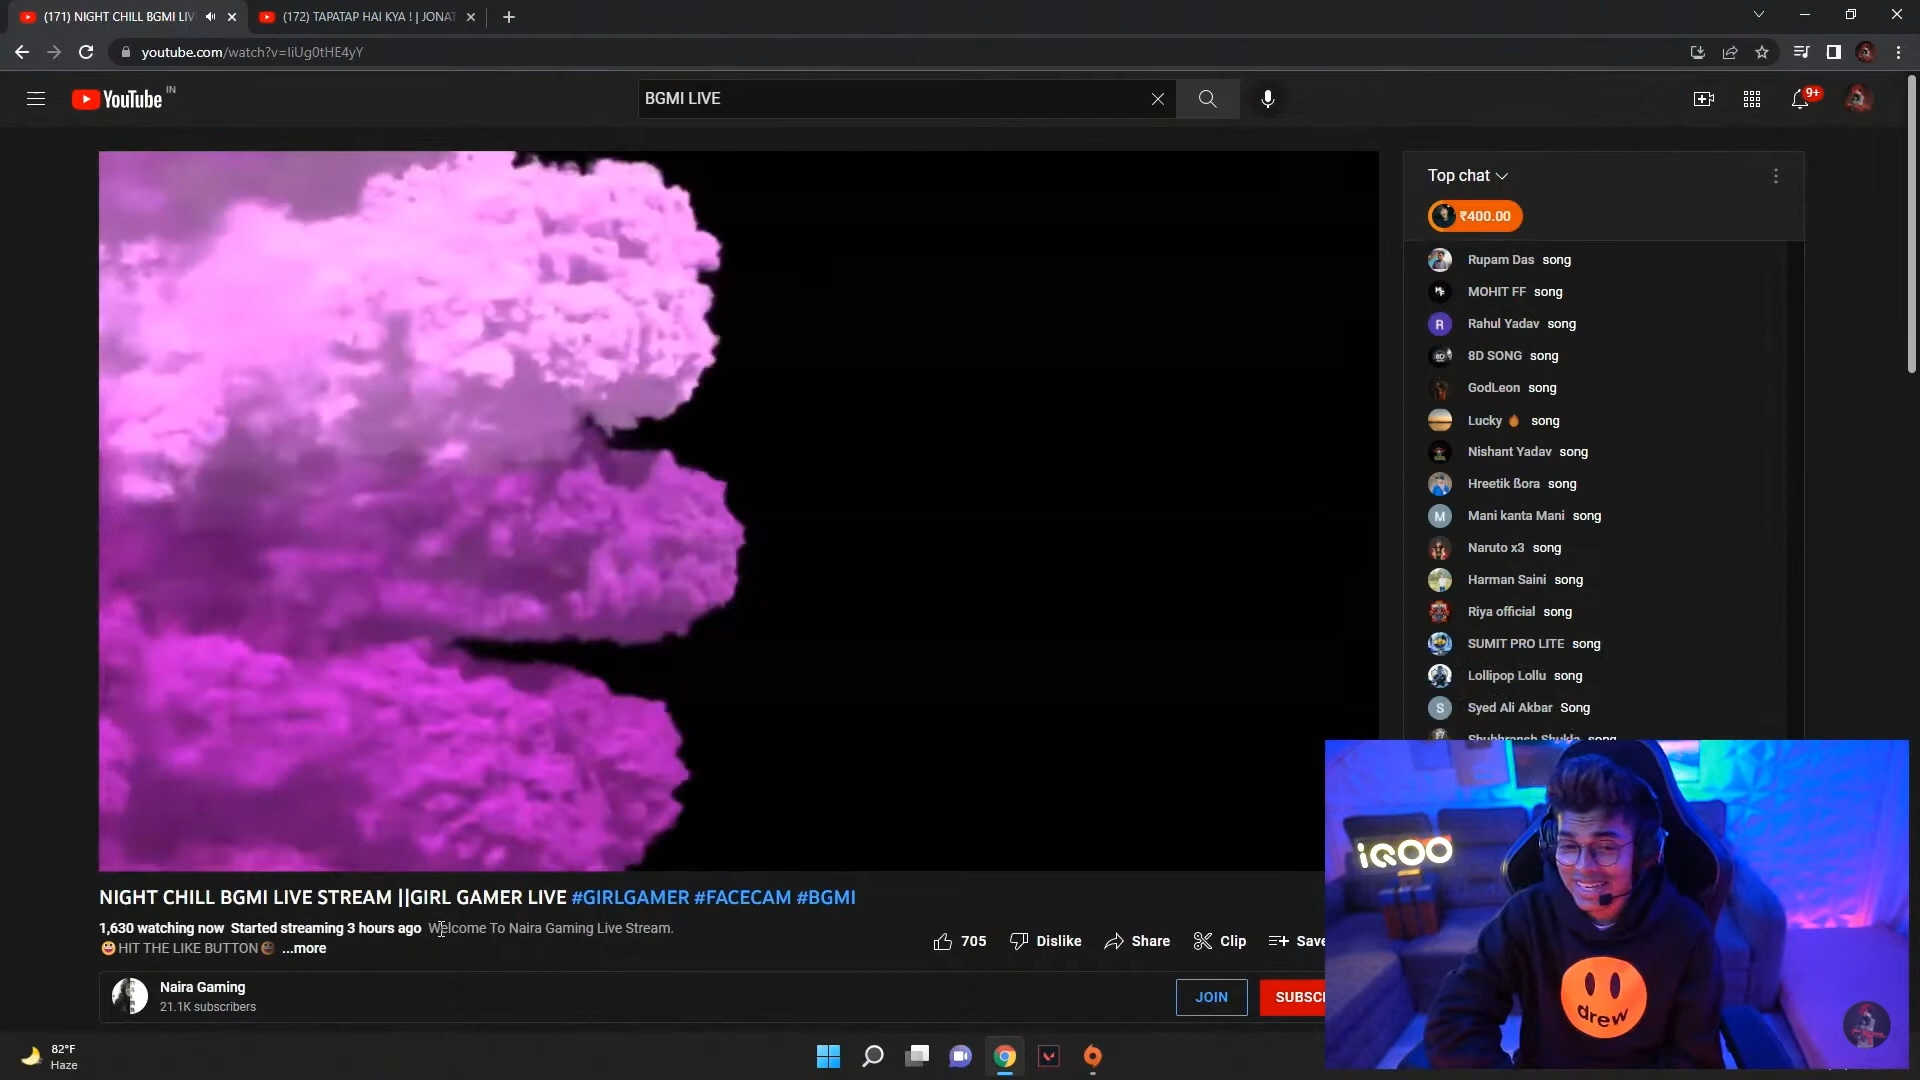 (171) NIGHT CHILL BGMI LIV
(172) TAPATAP HAI KYA ! | JONAT
youtube.com/watch?v=IiUg0tHE4yY
YouTube IN
BGMI LIVE
9+
Top chat
₹400.00
Rupam Das song
MOHIT FF song
Rahul Yadav song
8D SONG song
GodLeon song
Lucky song
Nishant Yadav song
Hreetik ßora song
Mani kanta Mani song
Naruto x3 song
Harman Saini song
Riya official song
SUMIT PRO LITE song
Lollipop Lollu song
Syed Ali Akbar Song
Shubhransh Shukla song
NIGHT CHILL BGMI LIVE STREAM ||GIRL GAMER LIVE #GIRLGAMER #FACECAM #BGMI
1,630 watching now Started streaming 3 hours ago Welcome To Naira Gaming Live Stream.
😀HIT THE LIKE BUTTON ...more
705 Dislike Share Clip Save
Naira Gaming
21.1K subscribers
JOIN
SUBSC
iQOO
drew
82°F
Haze